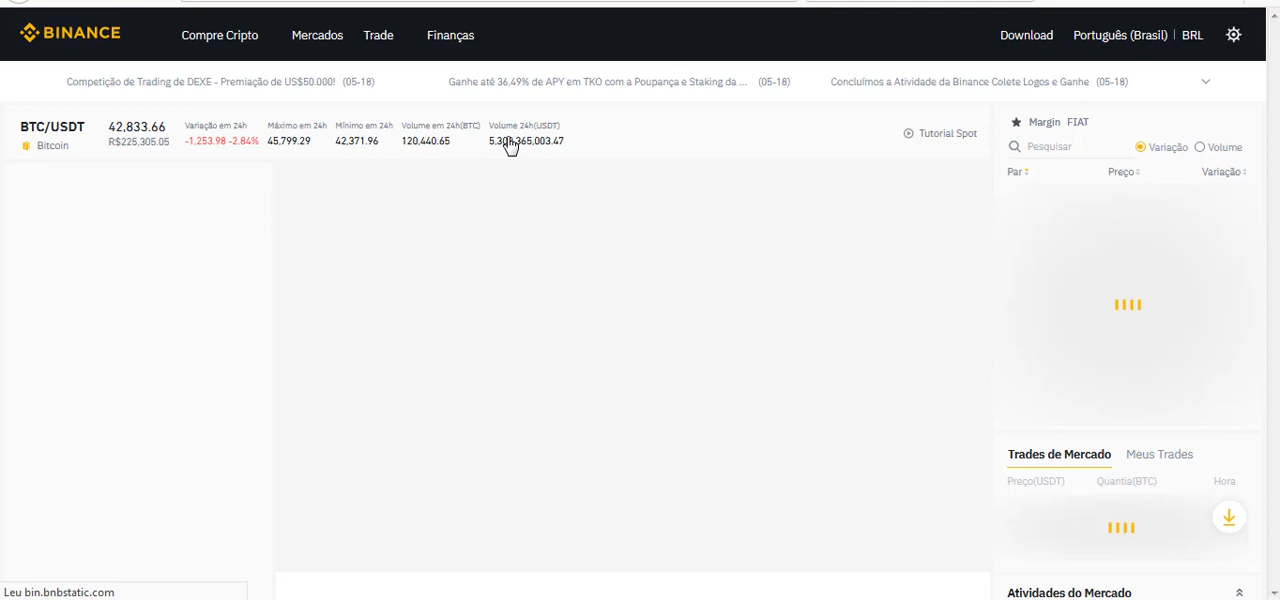 BINANCE Compre Cripto Mercados Trade Finanças Download Português (Brasil) BRL
Competição de Trading de DEXE - Premiação de US$50.000! (05-18) Ganhe até 36.49% de APY em TKO com a Poupança e Staking da ... (05-18) Concluímos a Atividade da Binance Colete Logos e Ganhe (05-18)
BTC/USDT 42,833.66 Variação em 24h Máximo em 24h Mínimo em 24h Volume em 24h(BTC) Volume 24h(USDT)
Bitcoin R$225,305.05 -1,253.98 -2.84% 45,799.29 42,371.96 120,440.65
Tutorial Spot
Margin FIAT
Pesquisar Variação Volume
Par Preço Variação
Trades de Mercado Meus Trades
Preço(USDT) Quantia(BTC) Hora
Atividades do Mercado
Leu bin.bnbstatic.com